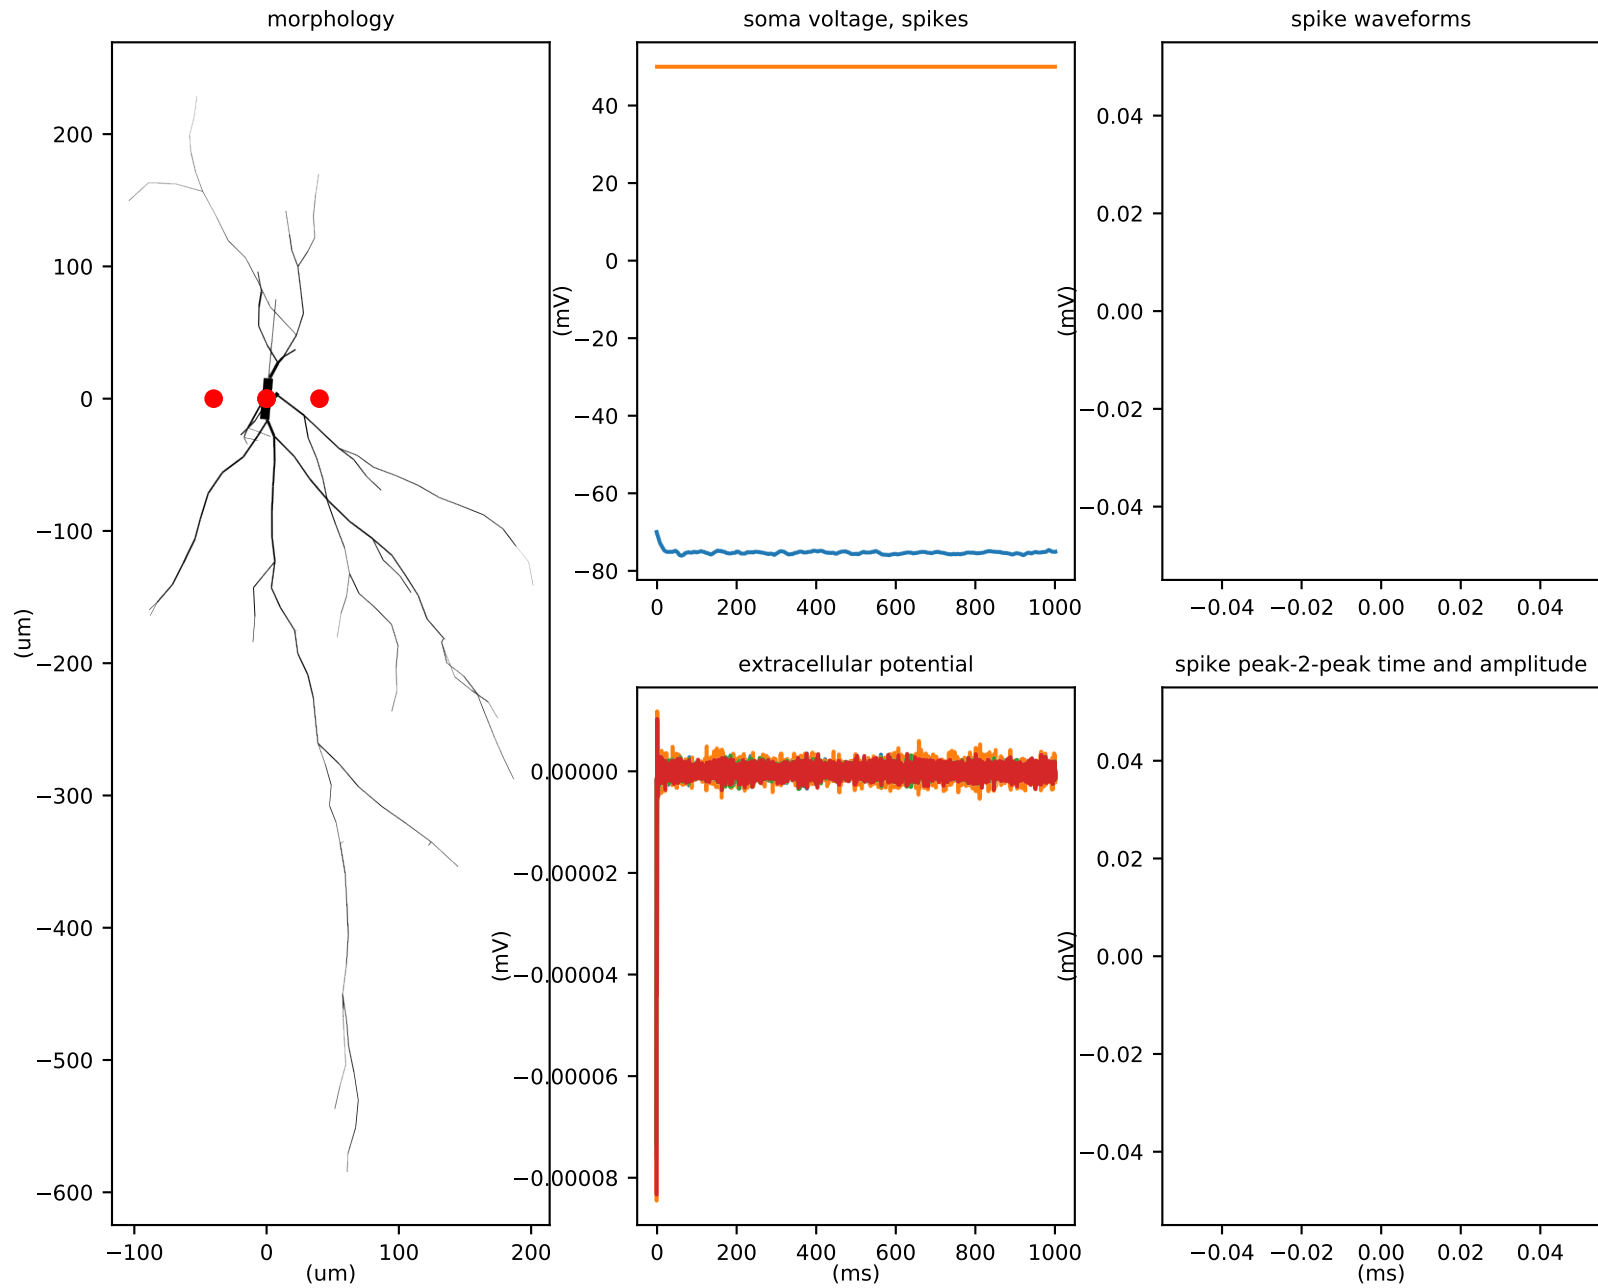 morphology
200
100
0
−100
−200
−300
−400
−500
−600
(um)
−100 0 100 200
(um)
soma voltage, spikes
40
20
0
−20
−40
−60
−80
(mV)
0 200 400 600 800 1000
spike waveforms
0.04
0.02
0.00
−0.02
−0.04
(mV)
−0.04 −0.02 0.00 0.02 0.04
extracellular potential
0.00000
−0.00002
−0.00004
−0.00006
−0.00008
(mV)
0 200 400 600 800 1000
(ms)
spike peak-2-peak time and amplitude
0.04
0.02
0.00
−0.02
−0.04
(mV)
−0.04 −0.02 0.00 0.02 0.04
(ms)